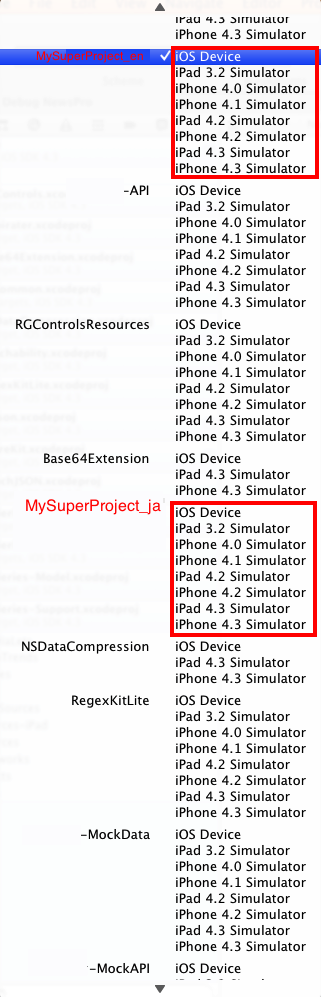 iPad 4.3 Simulator
iPhone 4.3 Simulator
MySuperProject_en ✓ iOS Device
iPad 3.2 Simulator
iPhone 4.0 Simulator
iPhone 4.1 Simulator
iPad 4.2 Simulator
iPhone 4.2 Simulator
iPad 4.3 Simulator
iPhone 4.3 Simulator
-API iOS Device
iPad 3.2 Simulator
iPhone 4.0 Simulator
iPhone 4.1 Simulator
iPad 4.2 Simulator
iPhone 4.2 Simulator
iPad 4.3 Simulator
iPhone 4.3 Simulator
RGControlsResources iOS Device
iPad 3.2 Simulator
iPhone 4.0 Simulator
iPhone 4.1 Simulator
iPad 4.2 Simulator
iPhone 4.2 Simulator
iPad 4.3 Simulator
iPhone 4.3 Simulator
Base64Extension iOS Device
iPad 4.3 Simulator
iPhone 4.3 Simulator
MySuperProject_ja iOS Device
iPad 3.2 Simulator
iPhone 4.0 Simulator
iPhone 4.1 Simulator
iPad 4.2 Simulator
iPhone 4.2 Simulator
iPad 4.3 Simulator
iPhone 4.3 Simulator
NSDataCompression iOS Device
iPad 4.3 Simulator
iPhone 4.3 Simulator
RegexKitLite iOS Device
iPad 3.2 Simulator
iPhone 4.0 Simulator
iPhone 4.1 Simulator
iPad 4.2 Simulator
iPhone 4.2 Simulator
iPad 4.3 Simulator
iPhone 4.3 Simulator
-MockData iOS Device
iPad 3.2 Simulator
iPhone 4.0 Simulator
iPhone 4.1 Simulator
iPad 4.2 Simulator
iPhone 4.2 Simulator
iPad 4.3 Simulator
iPhone 4.3 Simulator
-MockAPI iOS Device